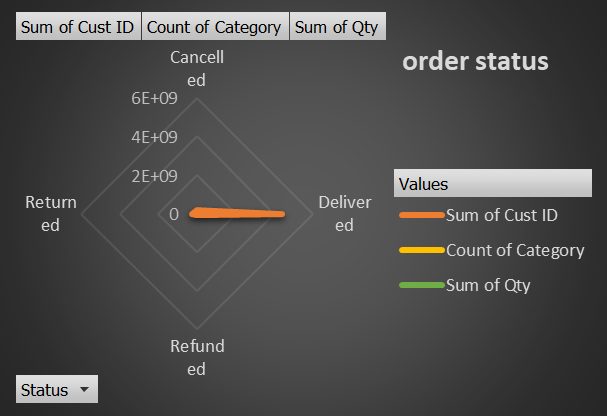 Sum of Cust ID Count of Category Sum of Qty
order status
Cancell
ed
6E+09
4E+09
2E+09
0
Return
ed
Deliver
ed
Refund
ed
Values
Sum of Cust ID
Count of Category
Sum of Qty
Status